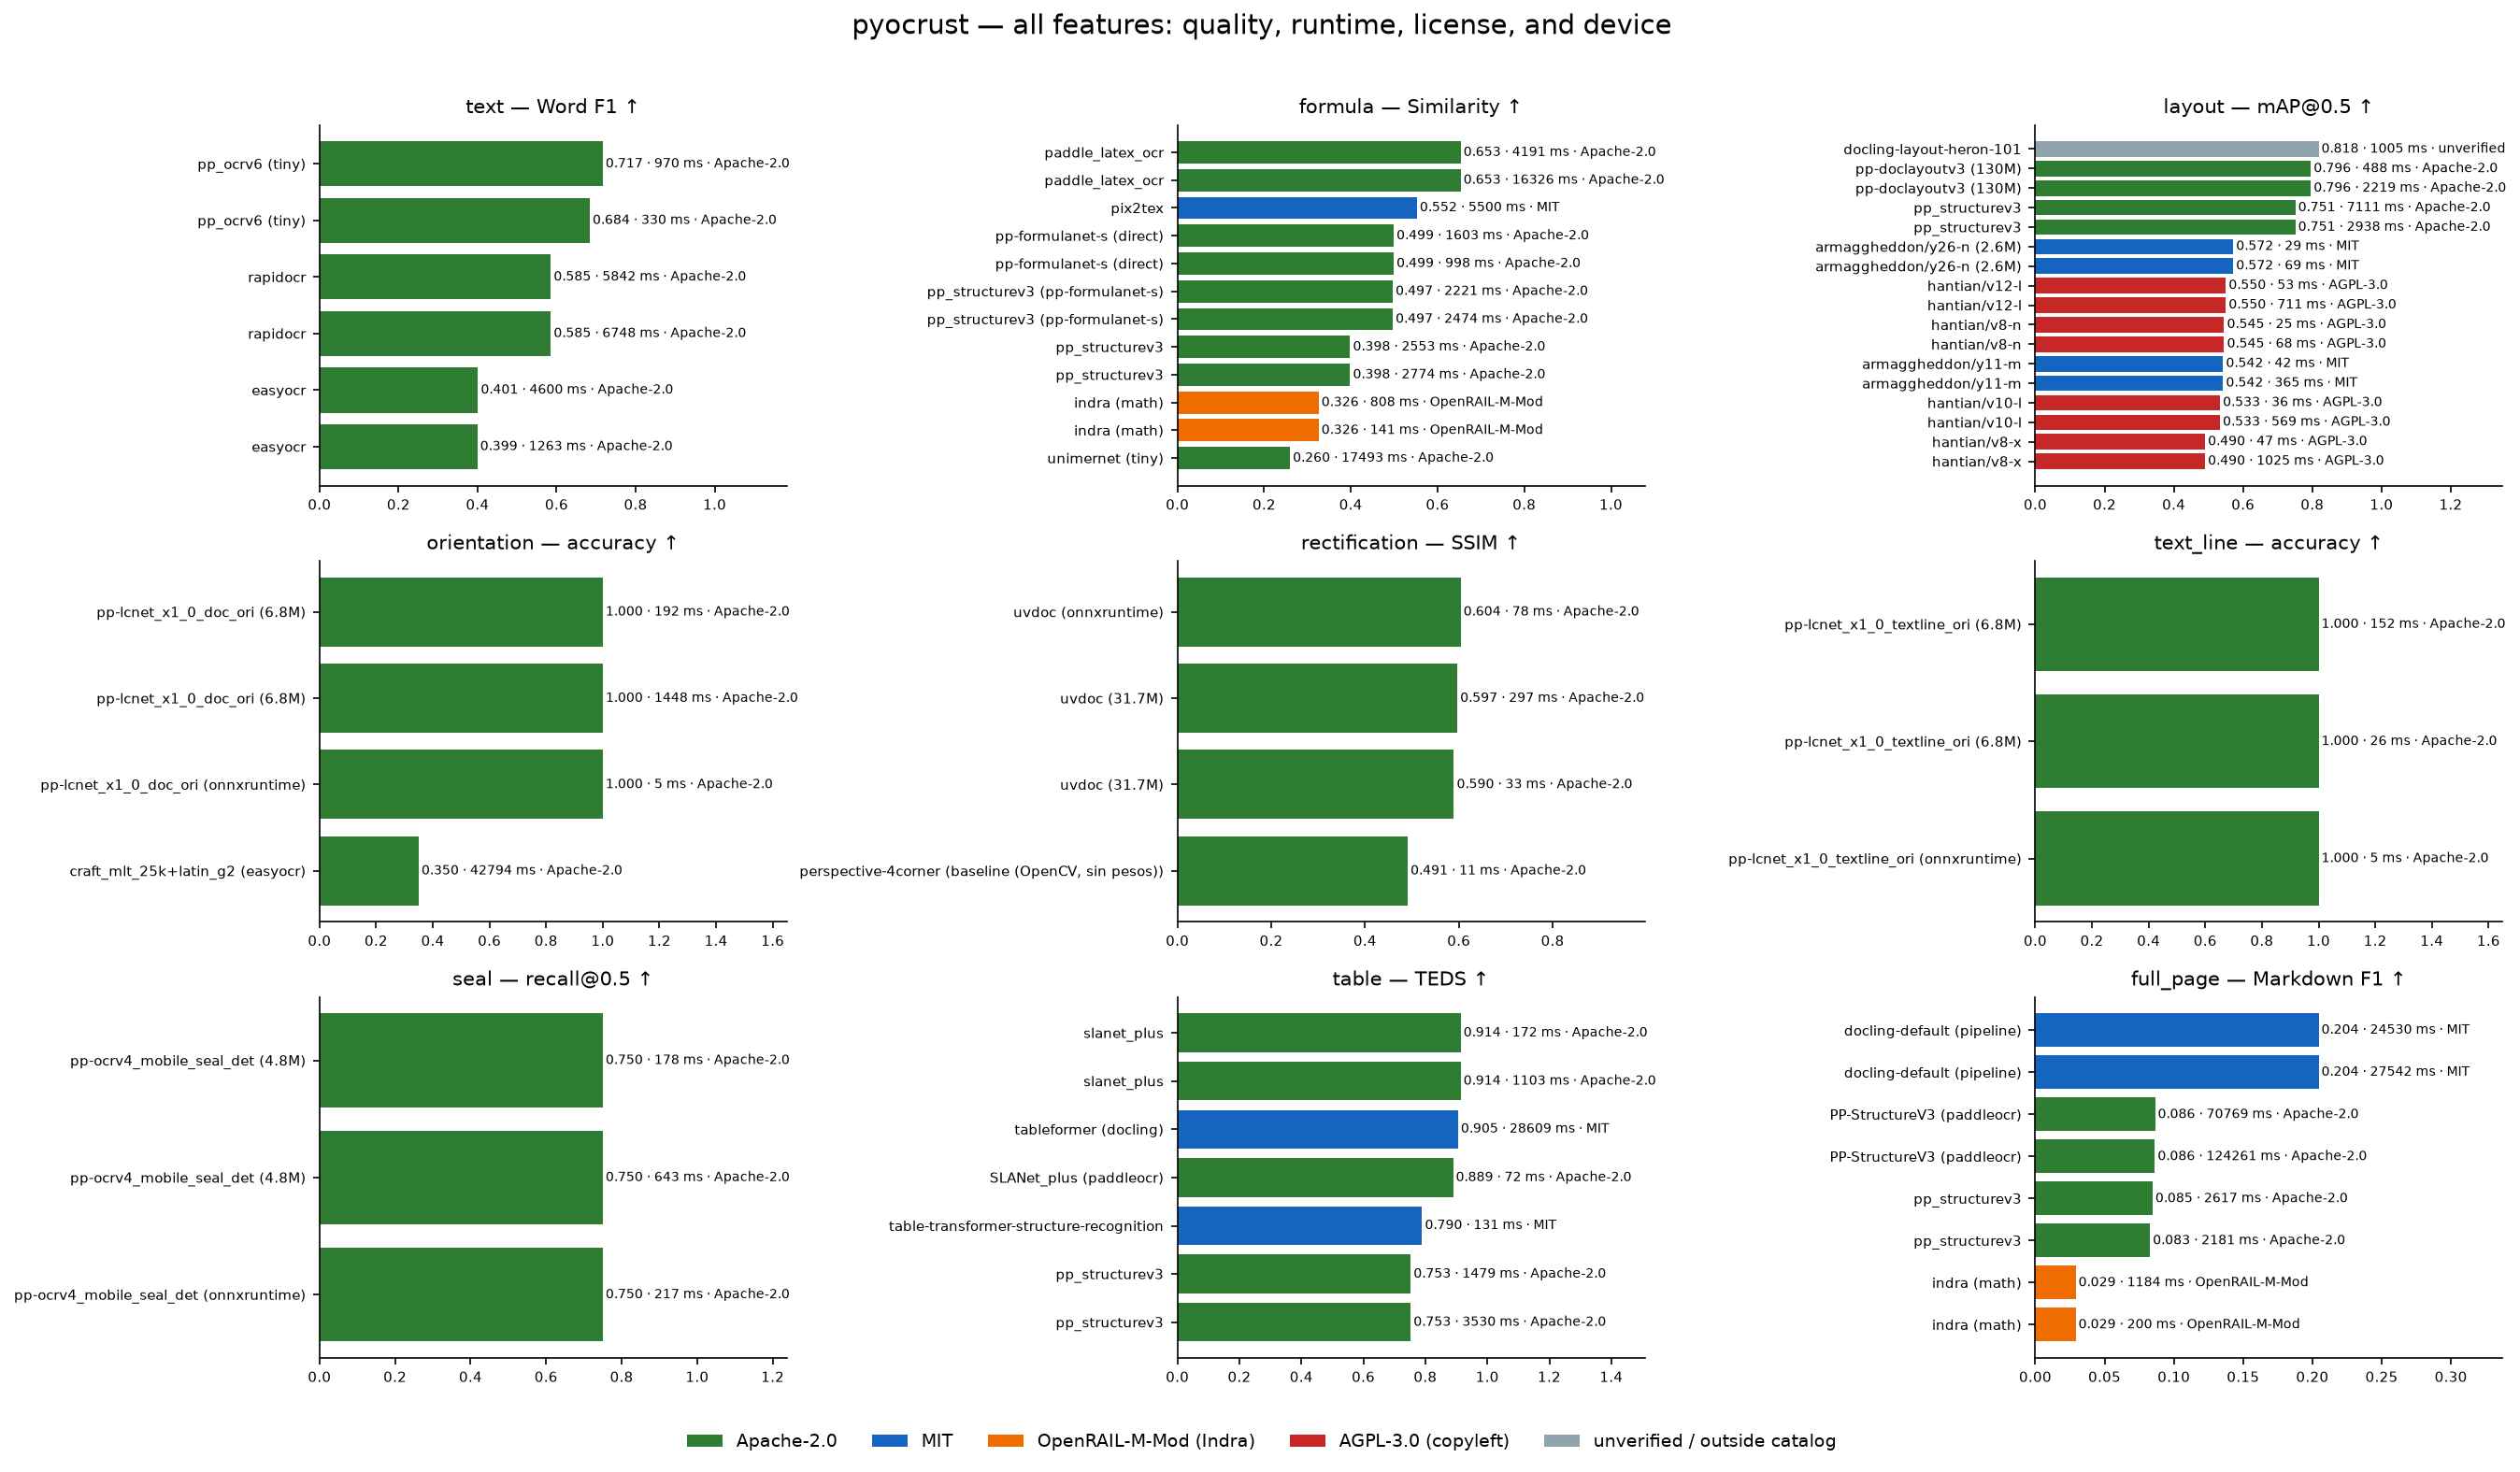 pyocrust — all features: quality, runtime, license, and device
text — Word F1 ↑
pp_ocrv6 (tiny) 0.717 · 970 ms · Apache-2.0
pp_ocrv6 (tiny) 0.684 · 330 ms · Apache-2.0
rapidocr 0.585 · 5842 ms · Apache-2.0
rapidocr 0.585 · 6748 ms · Apache-2.0
easyocr 0.401 · 4600 ms · Apache-2.0
easyocr 0.399 · 1263 ms · Apache-2.0
0.0 0.2 0.4 0.6 0.8 1.0
formula — Similarity ↑
paddle_latex_ocr 0.653 · 4191 ms · Apache-2.0
paddle_latex_ocr 0.653 · 16326 ms · Apache-2.0
pix2tex 0.552 · 5500 ms · MIT
pp-formulanet-s (direct) 0.499 · 1603 ms · Apache-2.0
pp-formulanet-s (direct) 0.499 · 998 ms · Apache-2.0
pp_structurev3 (pp-formulanet-s) 0.497 · 2221 ms · Apache-2.0
pp_structurev3 (pp-formulanet-s) 0.497 · 2474 ms · Apache-2.0
pp_structurev3 0.398 · 2553 ms · Apache-2.0
pp_structurev3 0.398 · 2774 ms · Apache-2.0
indra (math) 0.326 · 808 ms · OpenRAIL-M-Mod
indra (math) 0.326 · 141 ms · OpenRAIL-M-Mod
unimernet (tiny) 0.260 · 17493 ms · Apache-2.0
0.0 0.2 0.4 0.6 0.8 1.0
layout — mAP@0.5 ↑
docling-layout-heron-101 0.818 · 1005 ms · unverified
pp-doclayoutv3 (130M) 0.796 · 488 ms · Apache-2.0
pp-doclayoutv3 (130M) 0.796 · 2219 ms · Apache-2.0
pp_structurev3 0.751 · 7111 ms · Apache-2.0
pp_structurev3 0.751 · 2938 ms · Apache-2.0
armaggheddon/y26-n (2.6M) 0.572 · 29 ms · MIT
armaggheddon/y26-n (2.6M) 0.572 · 69 ms · MIT
hantian/v12-l 0.550 · 53 ms · AGPL-3.0
hantian/v12-l 0.550 · 711 ms · AGPL-3.0
hantian/v8-n 0.545 · 25 ms · AGPL-3.0
hantian/v8-n 0.545 · 68 ms · AGPL-3.0
armaggheddon/y11-m 0.542 · 42 ms · MIT
armaggheddon/y11-m 0.542 · 365 ms · MIT
hantian/v10-l 0.533 · 36 ms · AGPL-3.0
hantian/v10-l 0.533 · 569 ms · AGPL-3.0
hantian/v8-x 0.490 · 47 ms · AGPL-3.0
hantian/v8-x 0.490 · 1025 ms · AGPL-3.0
0.0 0.2 0.4 0.6 0.8 1.0 1.2
orientation — accuracy ↑
pp-lcnet_x1_0_doc_ori (6.8M) 1.000 · 192 ms · Apache-2.0
pp-lcnet_x1_0_doc_ori (6.8M) 1.000 · 1448 ms · Apache-2.0
pp-lcnet_x1_0_doc_ori (onnxruntime) 1.000 · 5 ms · Apache-2.0
craft_mlt_25k+latin_g2 (easyocr) 0.350 · 42794 ms · Apache-2.0
0.0 0.2 0.4 0.6 0.8 1.0 1.2 1.4 1.6
rectification — SSIM ↑
uvdoc (onnxruntime) 0.604 · 78 ms · Apache-2.0
uvdoc (31.7M) 0.597 · 297 ms · Apache-2.0
uvdoc (31.7M) 0.590 · 33 ms · Apache-2.0
perspective-4corner (baseline (OpenCV, sin pesos)) 0.491 · 11 ms · Apache-2.0
0.0 0.2 0.4 0.6 0.8
text_line — accuracy ↑
pp-lcnet_x1_0_textline_ori (6.8M) 1.000 · 152 ms · Apache-2.0
pp-lcnet_x1_0_textline_ori (6.8M) 1.000 · 26 ms · Apache-2.0
pp-lcnet_x1_0_textline_ori (onnxruntime) 1.000 · 5 ms · Apache-2.0
0.0 0.2 0.4 0.6 0.8 1.0 1.2 1.4 1.6
seal — recall@0.5 ↑
pp-ocrv4_mobile_seal_det (4.8M) 0.750 · 178 ms · Apache-2.0
pp-ocrv4_mobile_seal_det (4.8M) 0.750 · 643 ms · Apache-2.0
pp-ocrv4_mobile_seal_det (onnxruntime) 0.750 · 217 ms · Apache-2.0
0.0 0.2 0.4 0.6 0.8 1.0 1.2
table — TEDS ↑
slanet_plus 0.914 · 172 ms · Apache-2.0
slanet_plus 0.914 · 1103 ms · Apache-2.0
tableformer (docling) 0.905 · 28609 ms · MIT
SLANet_plus (paddleocr) 0.889 · 72 ms · Apache-2.0
table-transformer-structure-recognition 0.790 · 131 ms · MIT
pp_structurev3 0.753 · 1479 ms · Apache-2.0
pp_structurev3 0.753 · 3530 ms · Apache-2.0
0.0 0.2 0.4 0.6 0.8 1.0 1.2 1.4
full_page — Markdown F1 ↑
docling-default (pipeline) 0.204 · 24530 ms · MIT
docling-default (pipeline) 0.204 · 27542 ms · MIT
PP-StructureV3 (paddleocr) 0.086 · 70769 ms · Apache-2.0
PP-StructureV3 (paddleocr) 0.086 · 124261 ms · Apache-2.0
pp_structurev3 0.085 · 2617 ms · Apache-2.0
pp_structurev3 0.083 · 2181 ms · Apache-2.0
indra (math) 0.029 · 1184 ms · OpenRAIL-M-Mod
indra (math) 0.029 · 200 ms · OpenRAIL-M-Mod
0.00 0.05 0.10 0.15 0.20 0.25 0.30
Apache-2.0 MIT OpenRAIL-M-Mod (Indra) AGPL-3.0 (copyleft) unverified / outside catalog